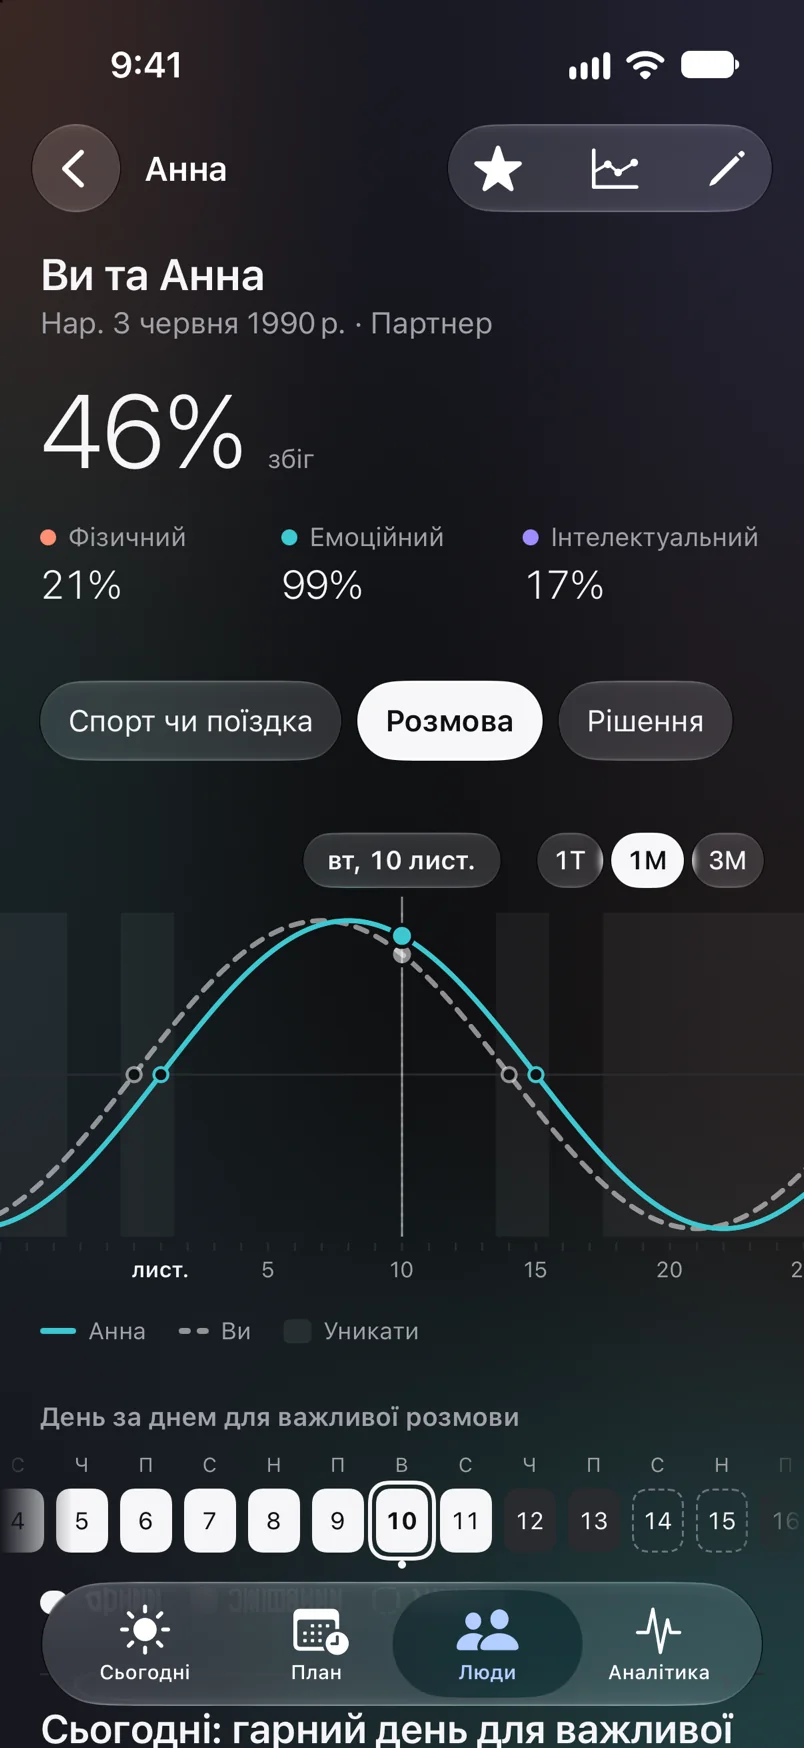 9:41
Анна
Ви та Анна
Нар. 3 червня 1990 р. · Партнер
46% збіг
Фізичний Емоційний Інтелектуальний
21% 99% 17%
Спорт чи поїздка Розмова Рішення
вт, 10 лист. 1Т 1М 3М
лист. 5 10 15 20 2
Анна Ви Уникати
День за днем для важливої розмови
С Ч П С Н П В С Ч П С Н П
4 5 6 7 8 9 10 11 12 13 14 15 16
Сьогодні План Люди Аналітика
Сьогодні: гарний день для важливої